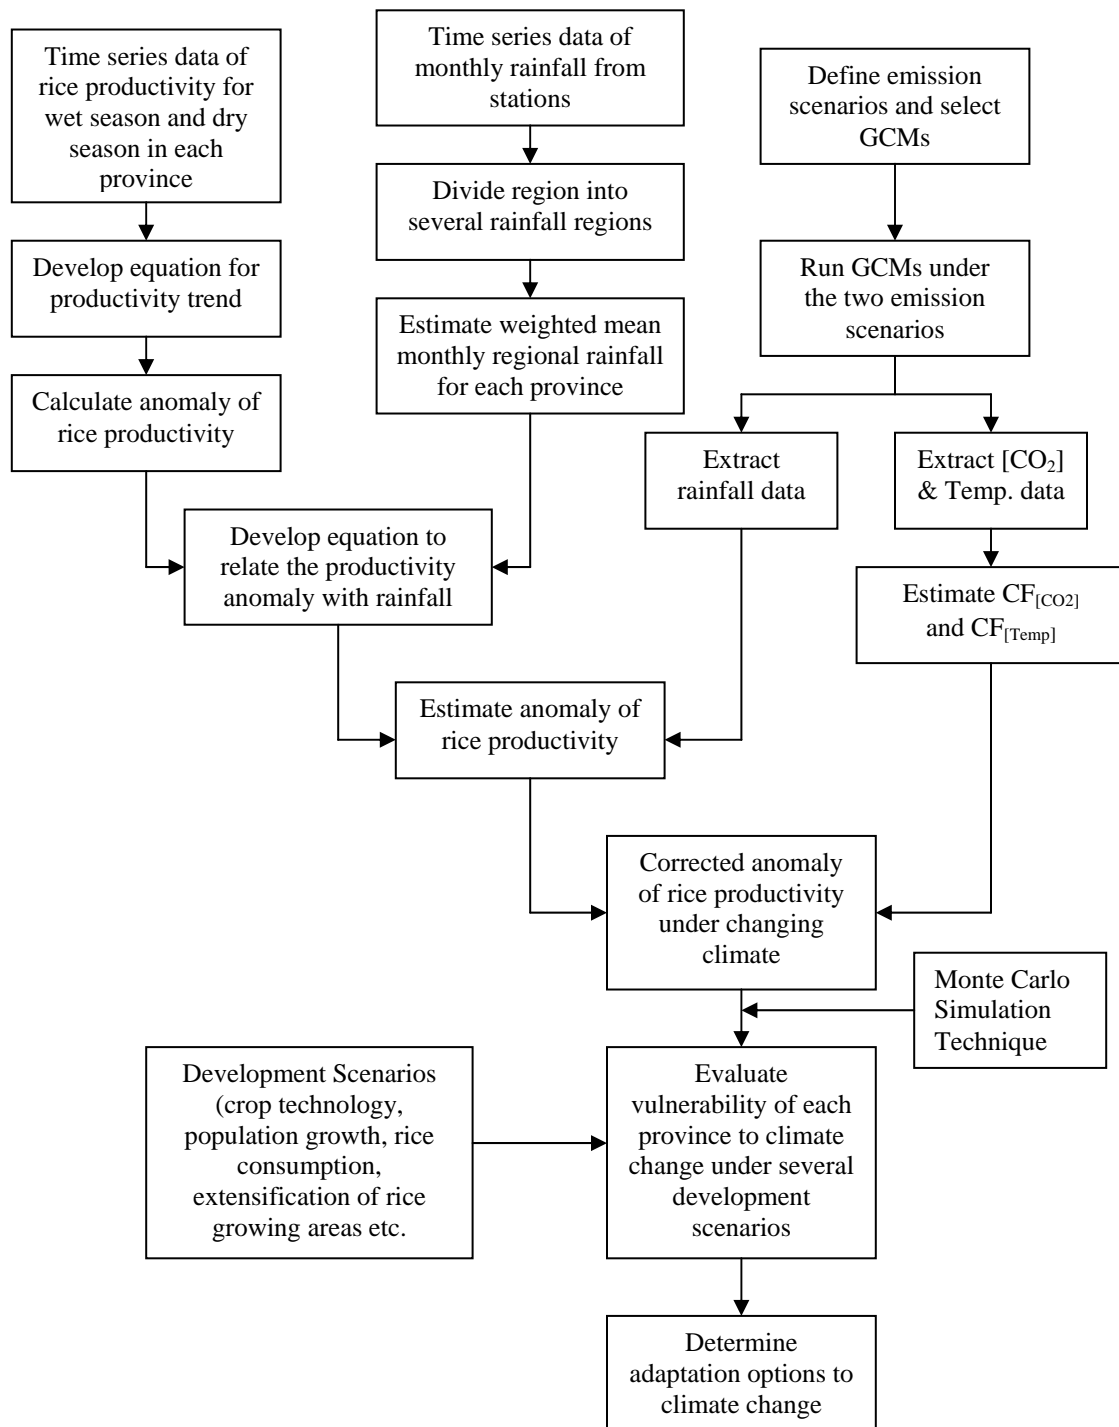 Time series data of
rice productivity for
wet season and dry
season in each
province
Time series data of
monthly rainfall from
stations
Define emission
scenarios and select
GCMs
Divide region into
several rainfall regions
Develop equation for
productivity trend
Run GCMs under
the two emission
scenarios
Estimate weighted mean
monthly regional rainfall
for each province
Calculate anomaly of
rice productivity
Extract
rainfall data
Extract [CO₂]
& Temp. data
Develop equation to
relate the productivity
anomaly with rainfall
Estimate CF[CO2]
and CF[Temp]
Estimate anomaly of
rice productivity
Corrected anomaly
of rice productivity
under changing
climate
Monte Carlo
Simulation
Technique
Development Scenarios
(crop technology,
population growth, rice
consumption,
extensification of rice
growing areas etc.
Evaluate
vulnerability of each
province to climate
change under several
development
scenarios
Determine
adaptation options to
climate change